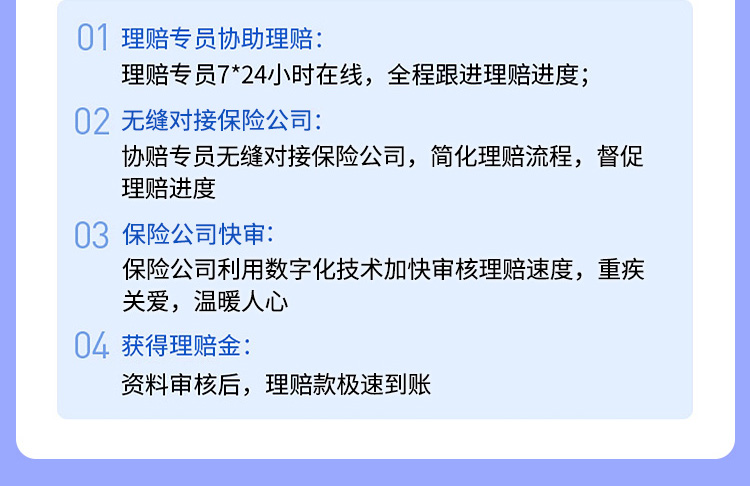 01 理赔专员协助理赔：
理赔专员7*24小时在线，全程跟进理赔进度；
02 无缝对接保险公司：
协赔专员无缝对接保险公司，简化理赔流程，督促
理赔进度
03 保险公司快审：
保险公司利用数字化技术加快审核理赔速度，重疾
关爱，温暖人心
04 获得理赔金：
资料审核后，理赔款极速到账